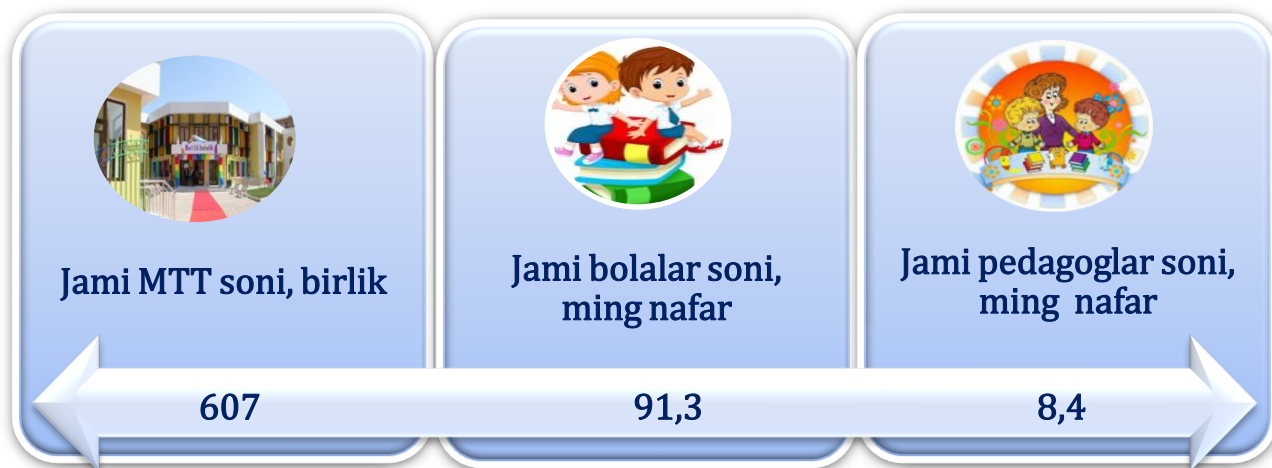 Jami MTT soni, birlik
Jami bolalar soni,
ming nafar
Jami pedagoglar soni,
ming nafar
607
91,3
8,4